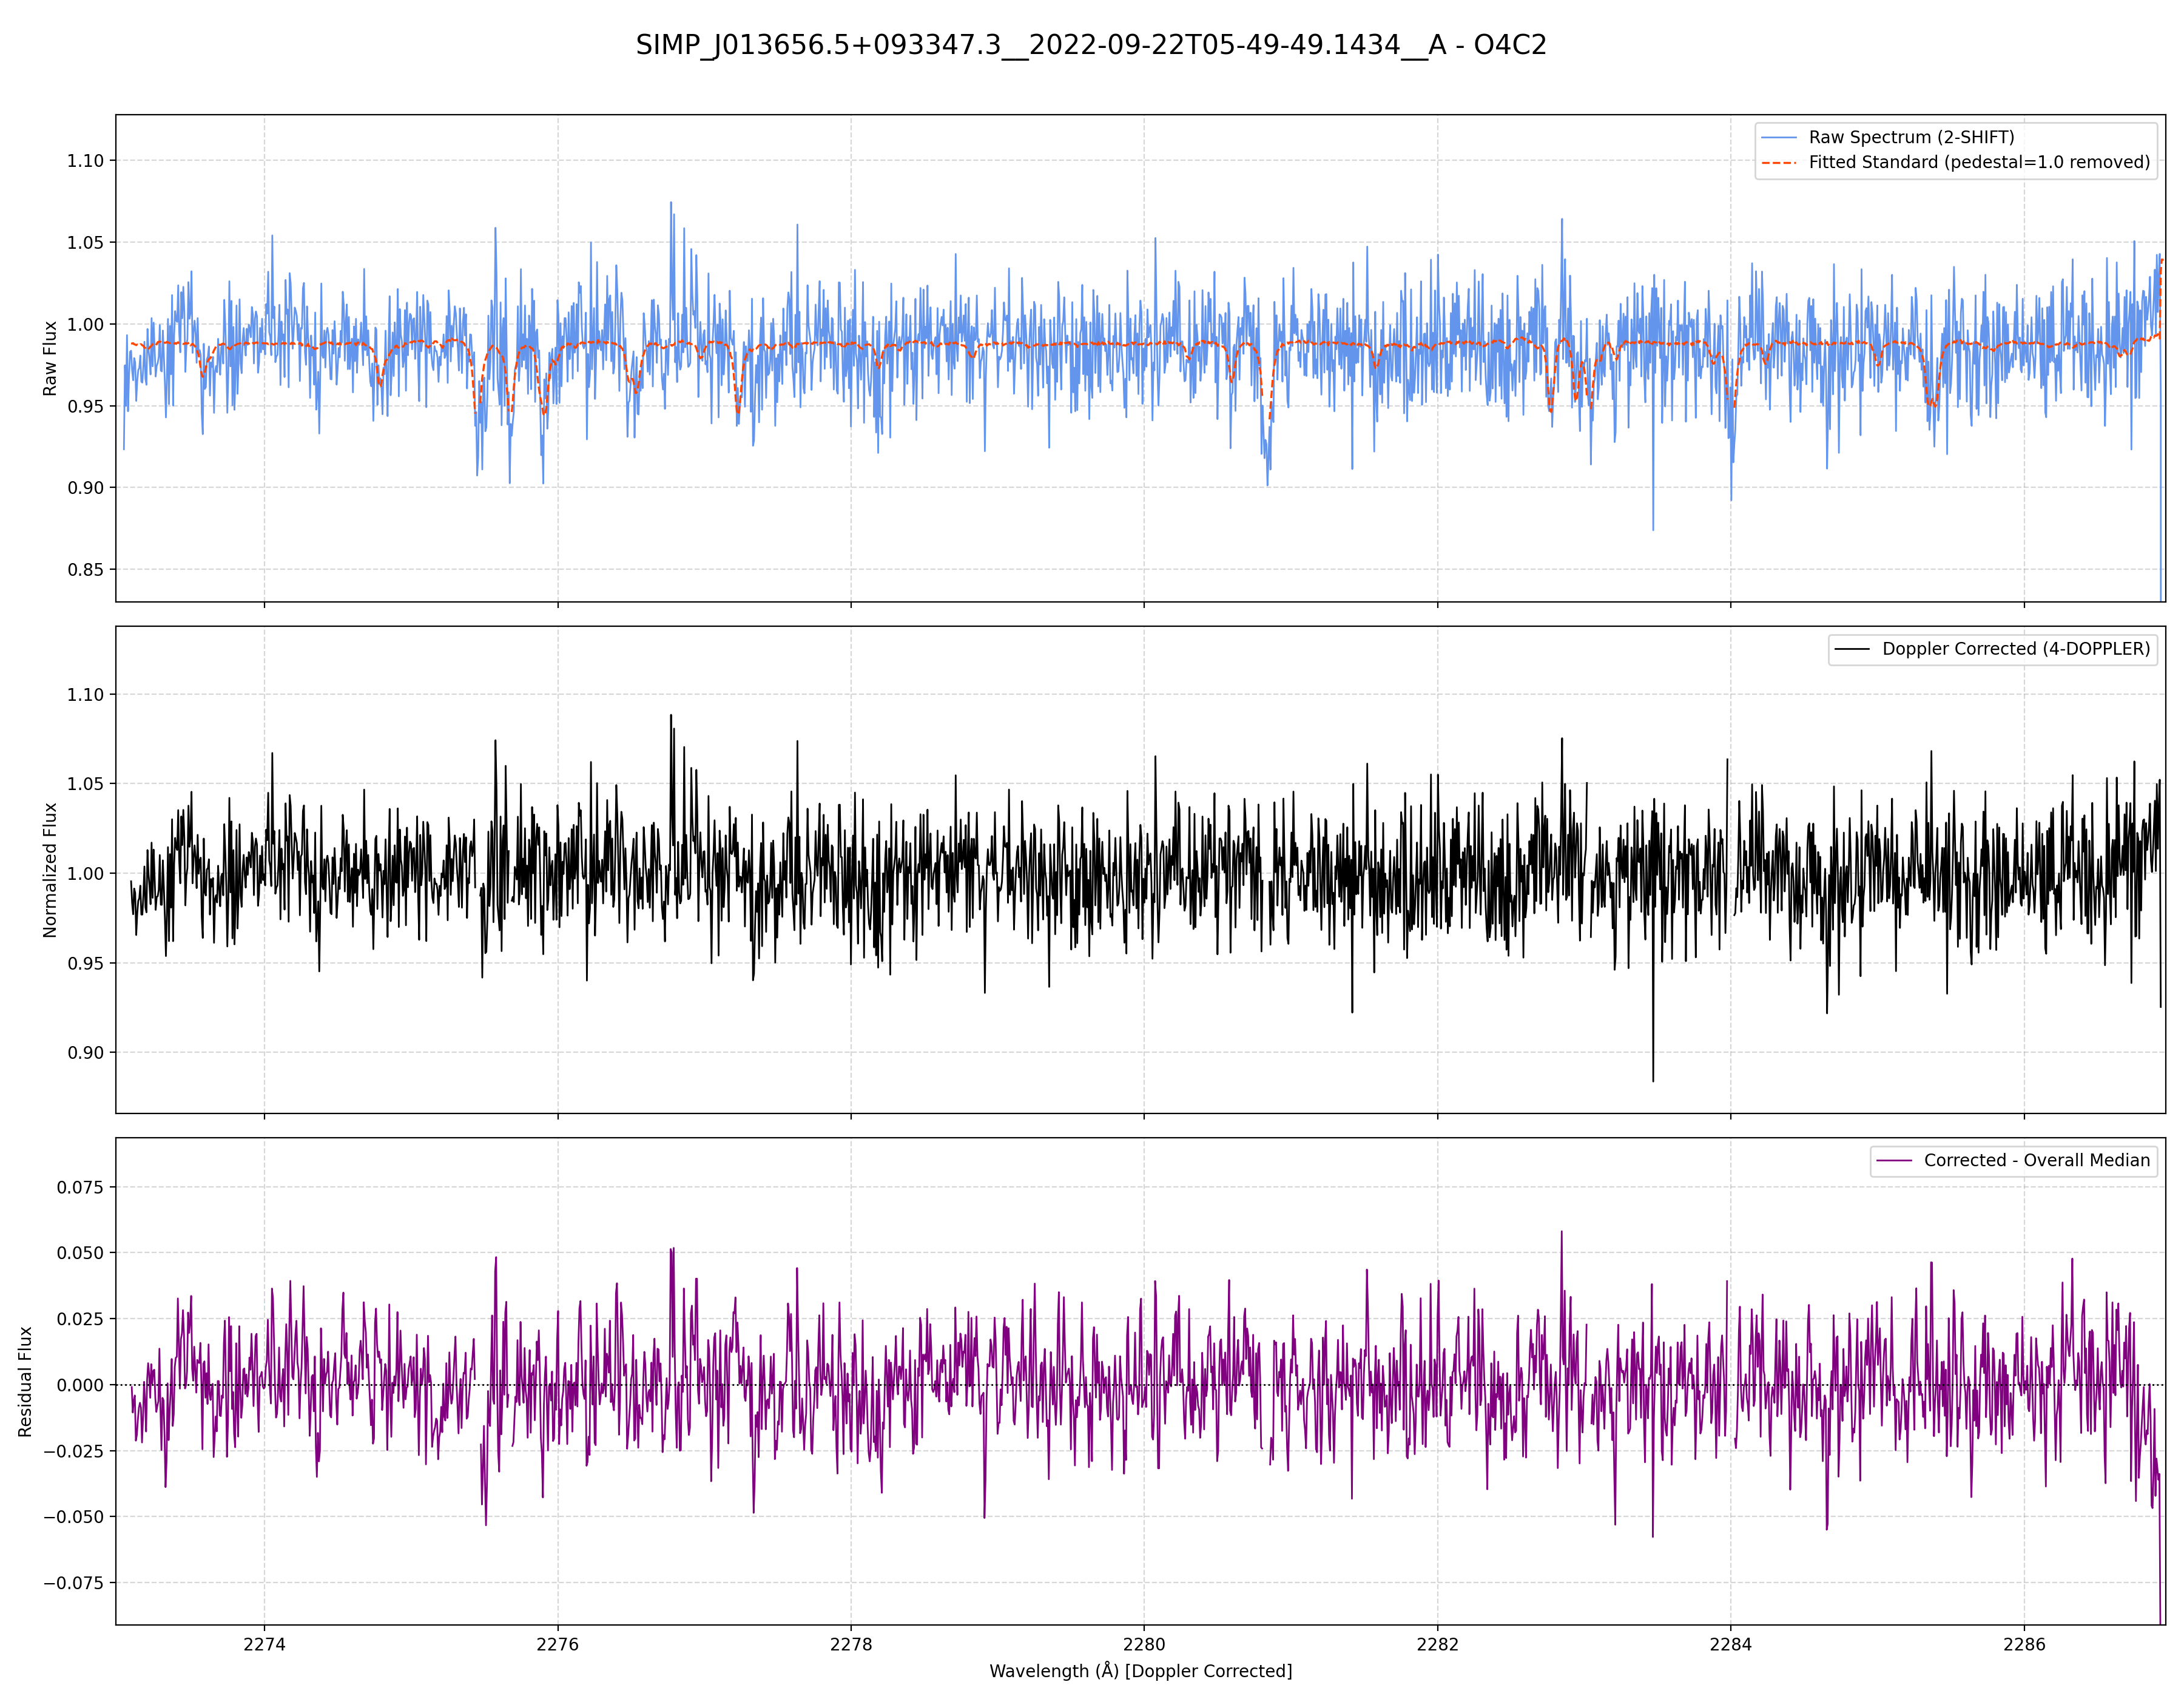 SIMP_J013656.5+093347.3__2022-09-22T05-49-49.1434__A - O4C2
Raw Spectrum (2-SHIFT)
Fitted Standard (pedestal=1.0 removed)
Raw Flux
1.10
1.05
1.00
0.95
0.90
0.85
Doppler Corrected (4-DOPPLER)
Normalized Flux
1.10
1.05
1.00
0.95
0.90
Corrected - Overall Median
Residual Flux
0.075
0.050
0.025
0.000
−0.025
−0.050
−0.075
2274 2276 2278 2280 2282 2284 2286
Wavelength (Å) [Doppler Corrected]